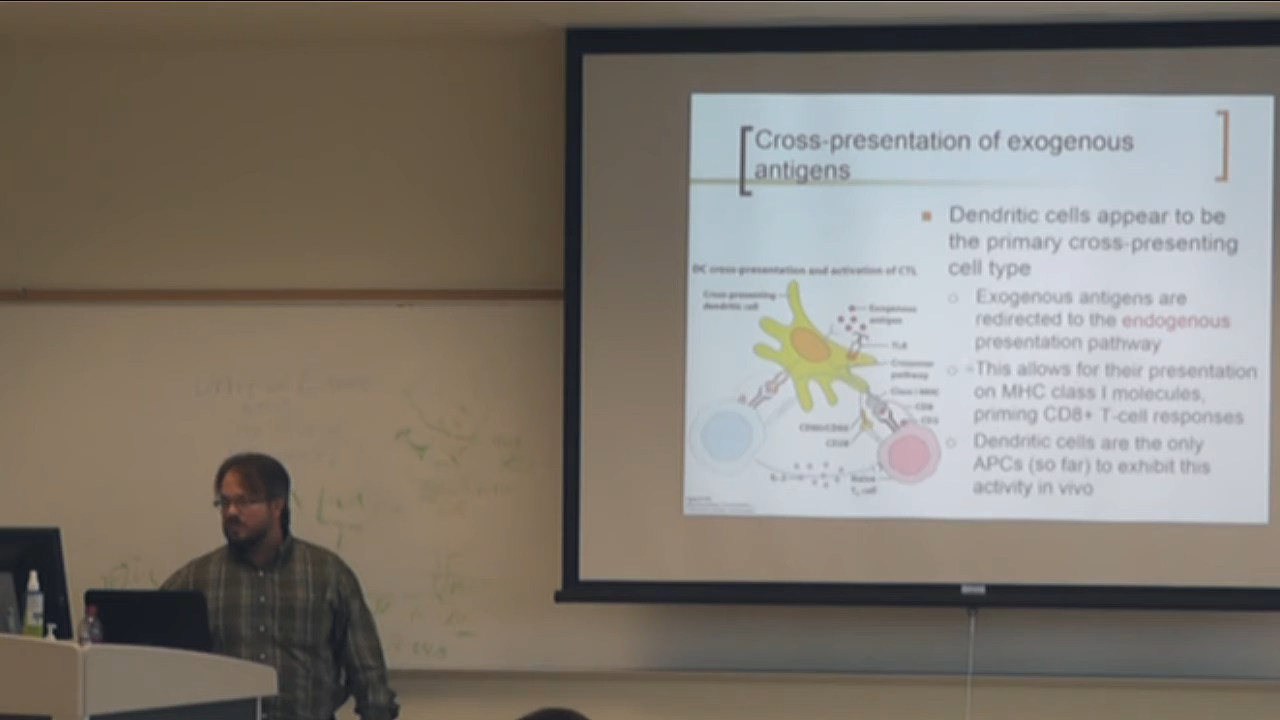 Cross-presentation of exogenous
antigens
Dendritic cells appear to be
the primary cross-presenting
cell type
Exogenous antigens are
redirected to the endogenous
presentation pathway
This allows for their presentation
on MHC class I molecules,
priming CD8+ T-cell responses
Dendritic cells are the only
APCs (so far) to exhibit this
activity in vivo
DC cross-presentation and activation of CTL
Cross-presenting
dendritic cell
Exogenous
antigen
TLR
Crossover
pathway
Class I MHC
CD8
CD3
CD80/CD86
CD28
IL-2
Naive